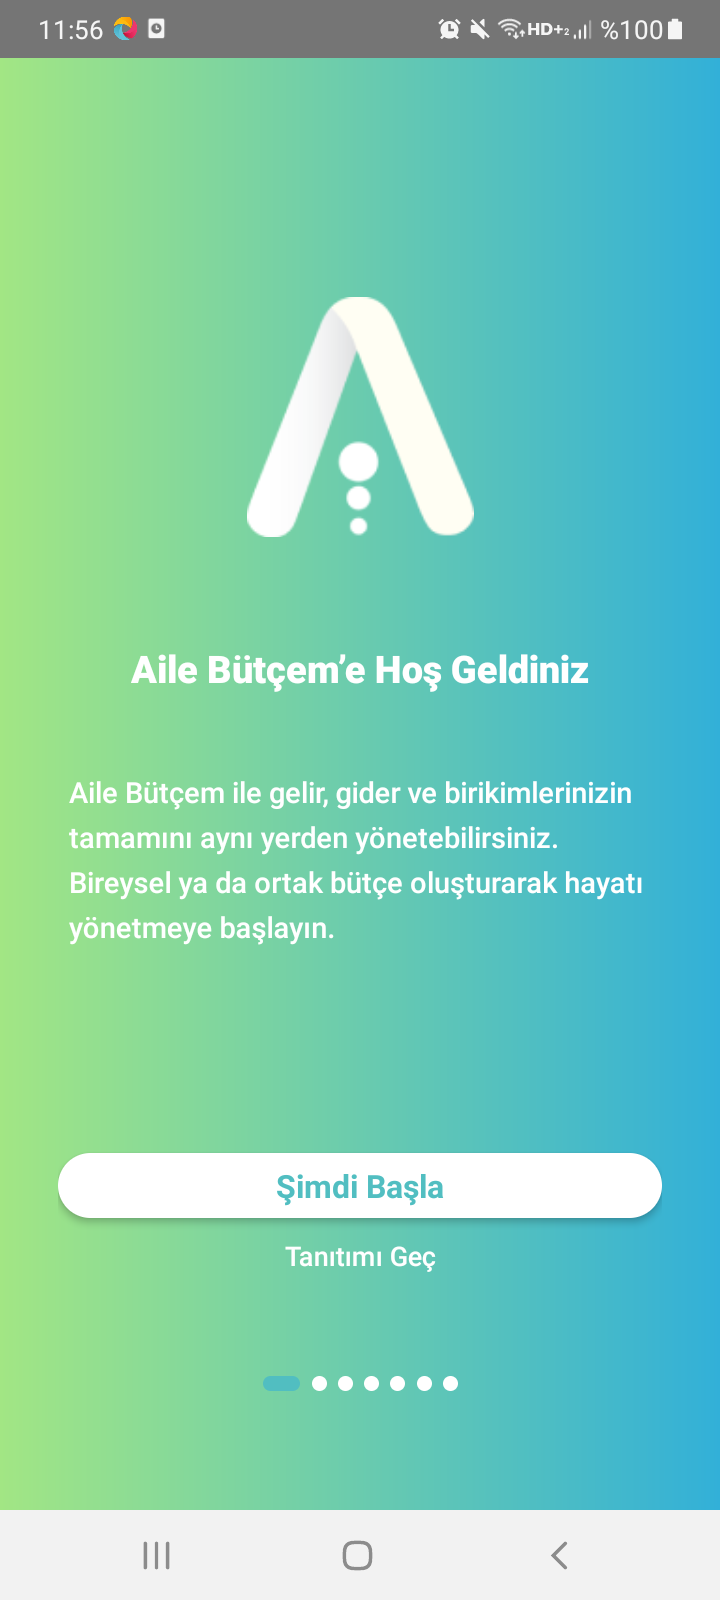 11:56 HD+2 %100
Aile Bütçem’e Hoş Geldiniz
Aile Bütçem ile gelir, gider ve birikimlerinizin
tamamını aynı yerden yönetebilirsiniz.
Bireysel ya da ortak bütçe oluşturarak hayatı
yönetmeye başlayın.
Şimdi Başla
Tanıtımı Geç